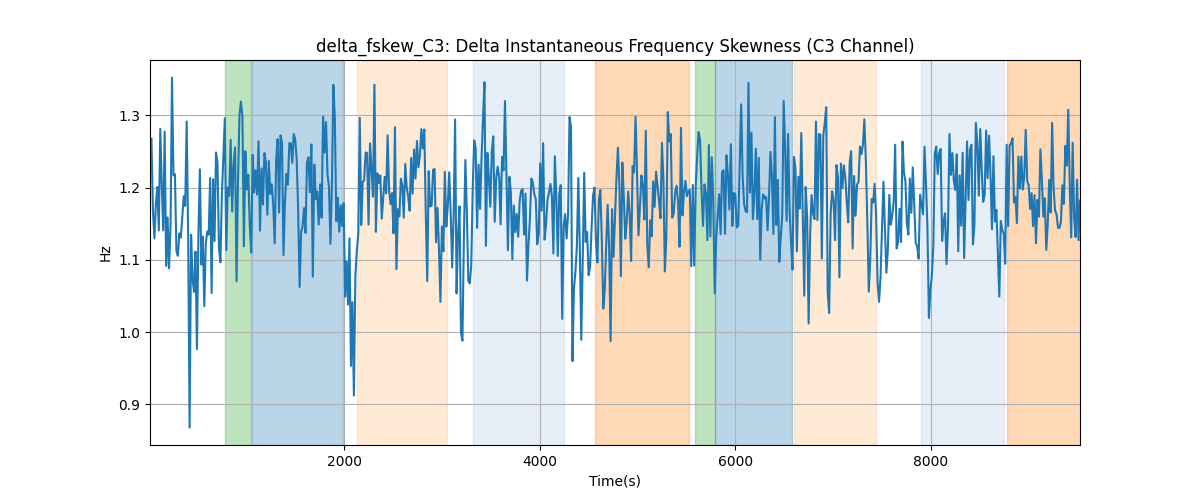 delta_fskew_C3: Delta Instantaneous Frequency Skewness (C3 Channel)
1.3
1.2
1.1
1.0
0.9
Hz
2000 4000 6000 8000
Time(s)